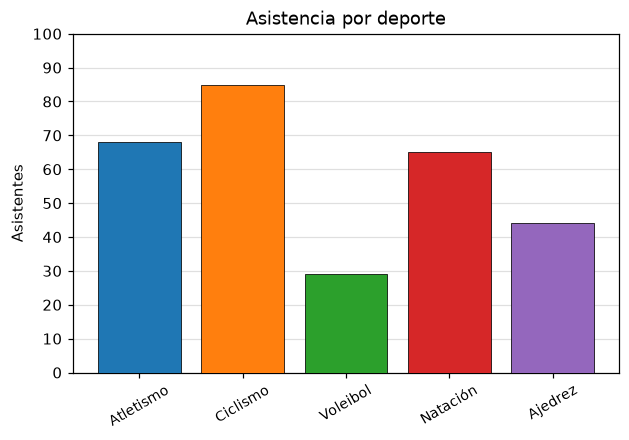 Asistencia por deporte
100
90
80
70
60
50
40
30
20
10
0
Asistentes
Atletismo
Ciclismo
Voleibol
Natación
Ajedrez